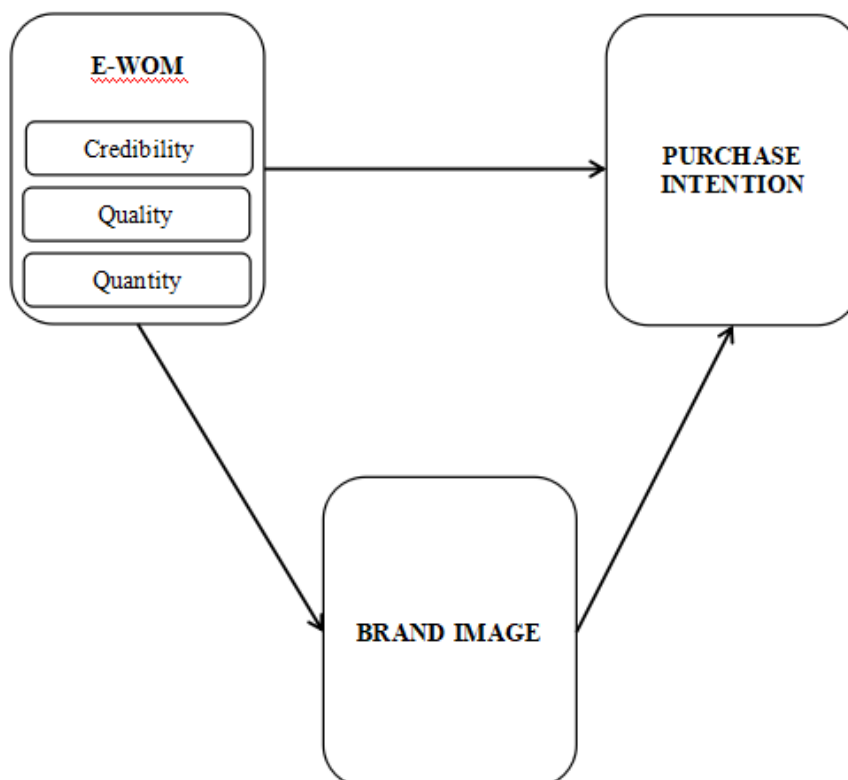 E-WOM
Credibility
Quality
Quantity
PURCHASE
INTENTION
BRAND IMAGE